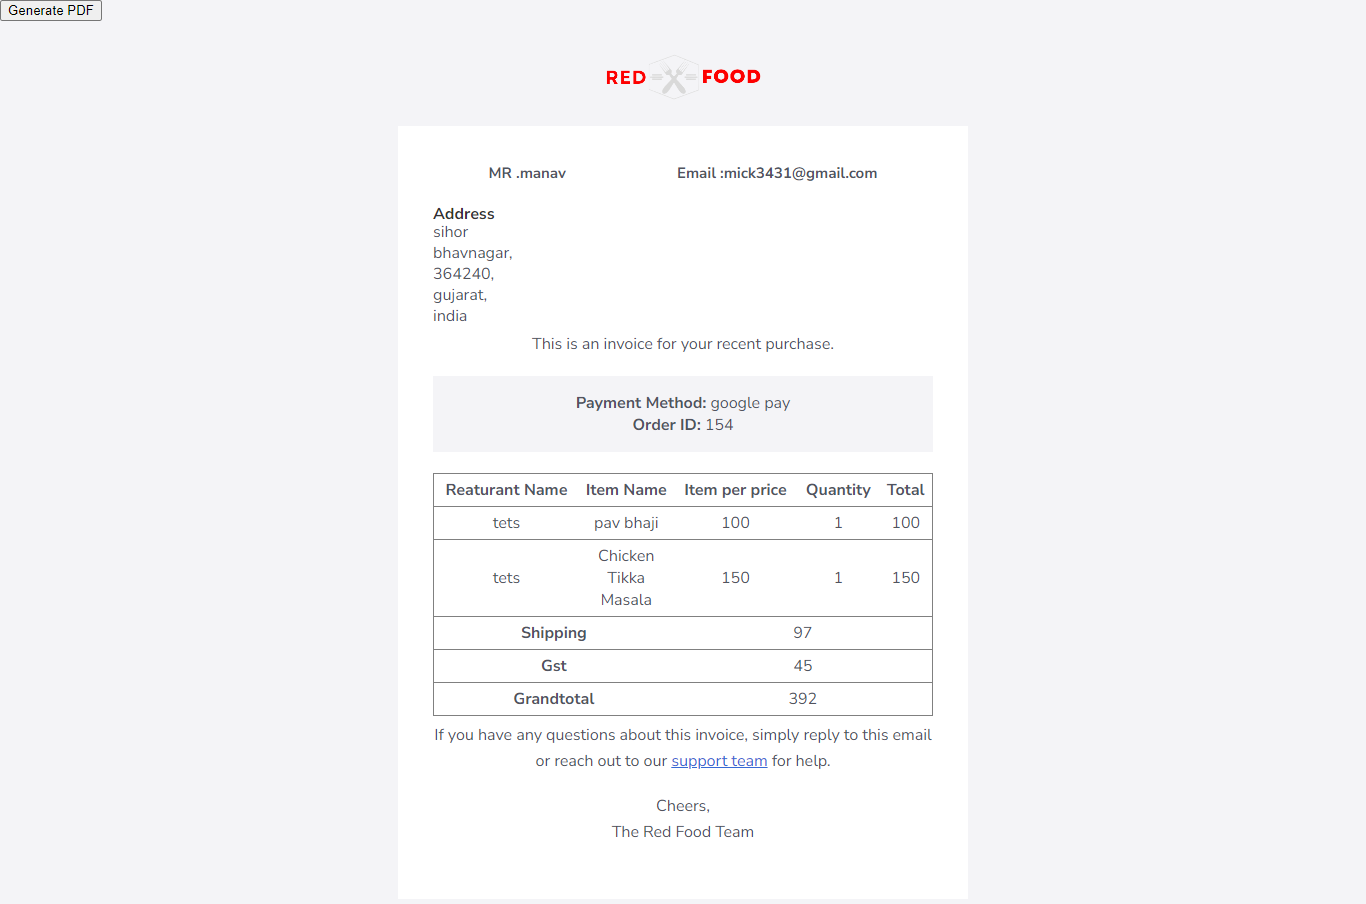 Generate PDF
RED FOOD
MR .manav Email :mick3431@gmail.com
Address
sihor
bhavnagar,
364240,
gujarat,
india
This is an invoice for your recent purchase.
Payment Method: google pay
Order ID: 154
Reaturant Name Item Name Item per price Quantity Total
tets pav bhaji 100 1 100
tets Chicken Tikka Masala 150 1 150
Shipping 97
Gst 45
Grandtotal 392
If you have any questions about this invoice, simply reply to this email
or reach out to our support team for help.
Cheers,
The Red Food Team